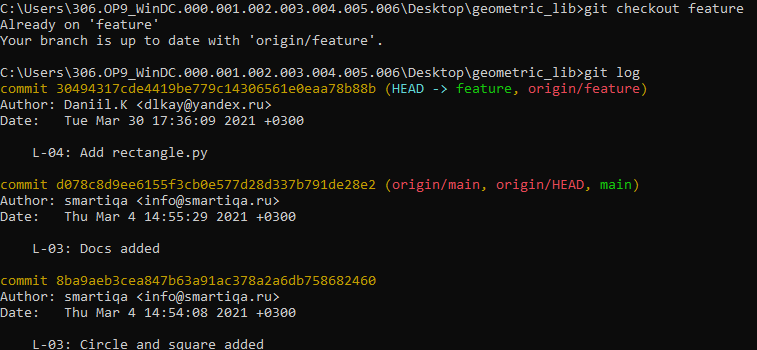 C:\Users\306.OP9_WinDC.000.001.002.003.004.005.006\Desktop\geometric_lib>git checkout feature
Already on 'feature'
Your branch is up to date with 'origin/feature'.
C:\Users\306.OP9_WinDC.000.001.002.003.004.005.006\Desktop\geometric_lib>git log
commit 30494317cde4419be779c14306561e0eaa78b88b (HEAD -> feature, origin/feature)
Author: Daniil.K <dlkay@yandex.ru>
Date:   Tue Mar 30 17:36:09 2021 +0300
    L-04: Add rectangle.py
commit d078c8d9ee6155f3cb0e577d28d337b791de28e2 (origin/main, origin/HEAD, main)
Author: smartiqa <info@smartiqa.ru>
Date:   Thu Mar 4 14:55:29 2021 +0300
    L-03: Docs added
commit 8ba9aeb3cea847b63a91ac378a2a6db758682460
Author: smartiqa <info@smartiqa.ru>
Date:   Thu Mar 4 14:54:08 2021 +0300
    L-03: Circle and square added